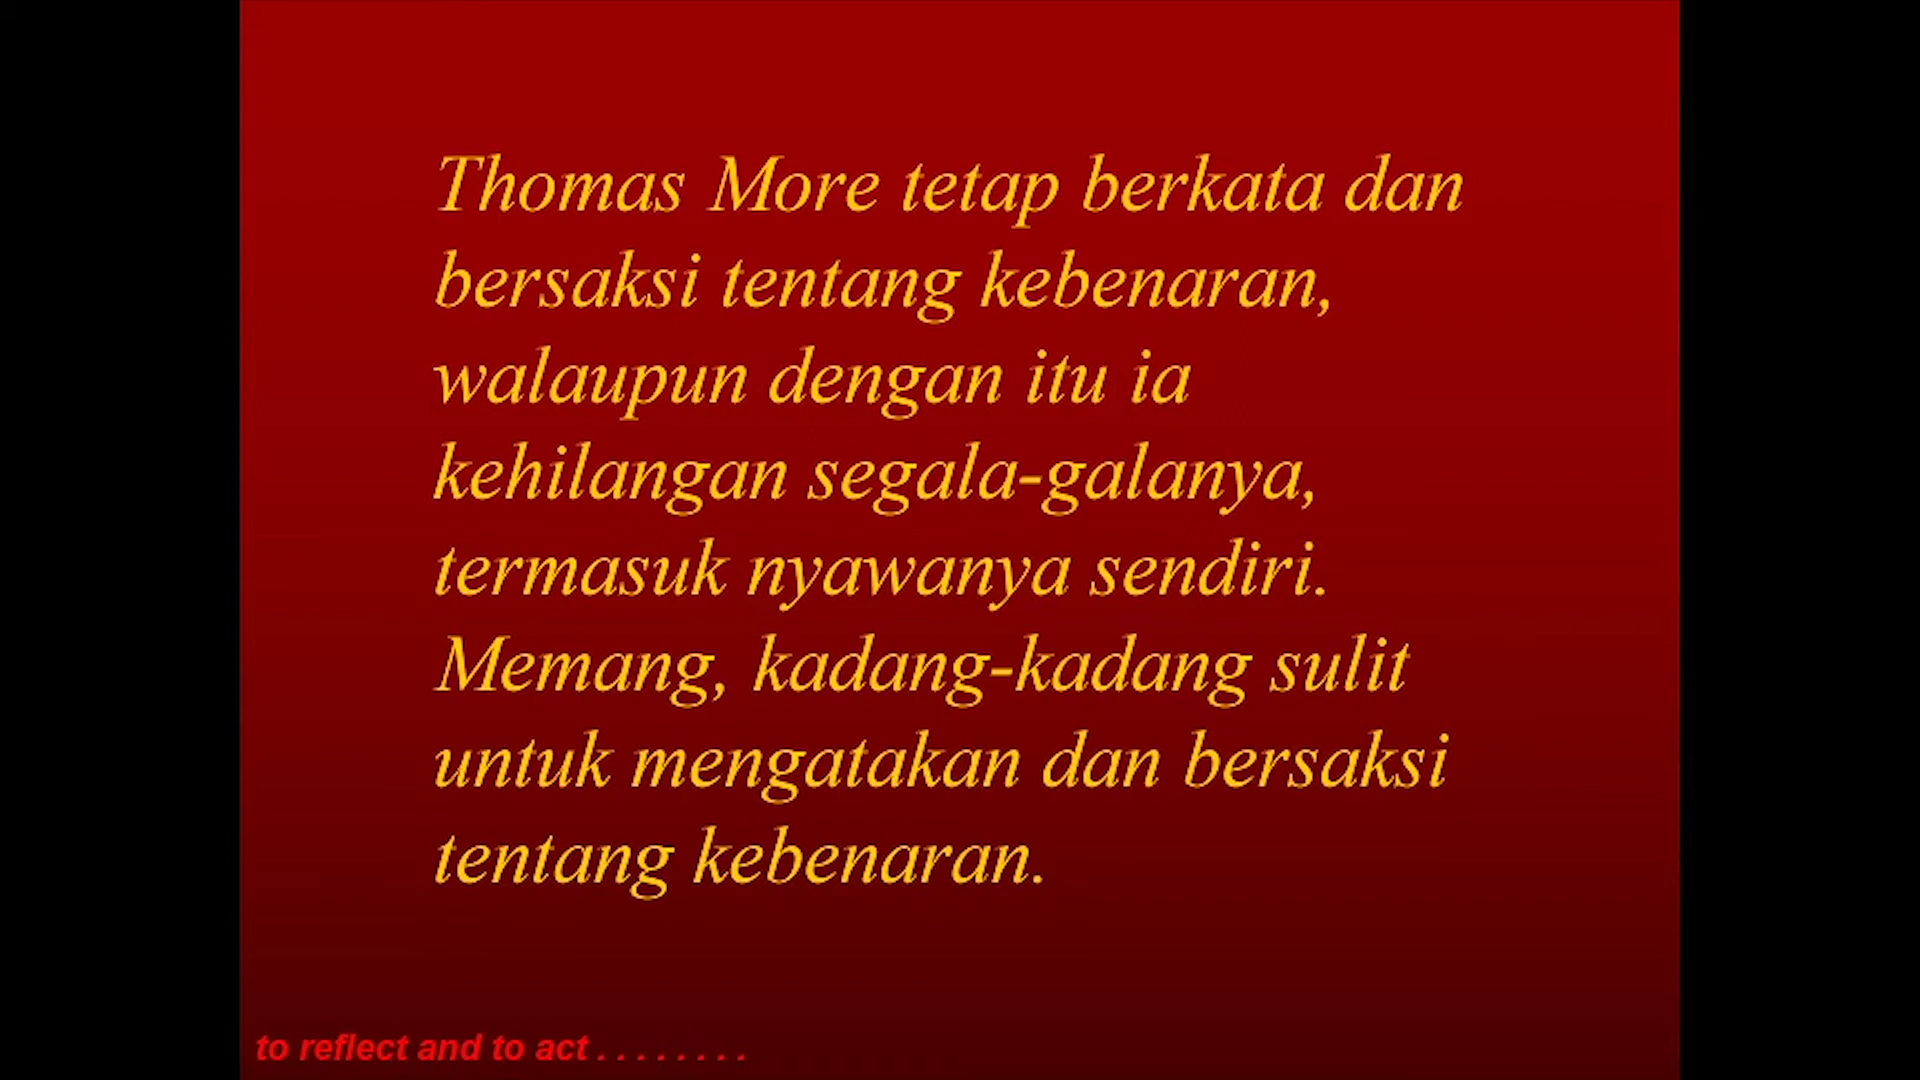 Thomas More tetap berkata dan
bersaksi tentang kebenaran,
walaupun dengan itu ia
kehilangan segala-galanya,
termasuk nyawanya sendiri.
Memang, kadang-kadang sulit
untuk mengatakan dan bersaksi
tentang kebenaran.
to reflect and to act . . . . . . . .